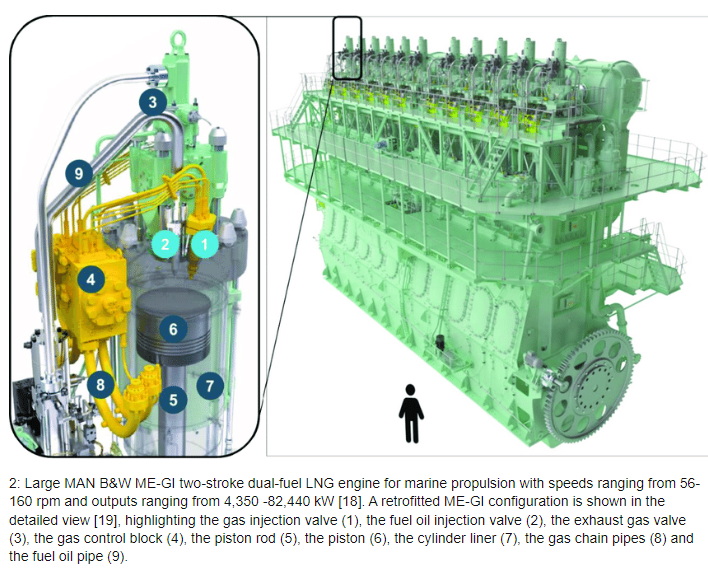 3
9
2
1
4
6
8
5
7
2: Large MAN B&W ME-GI two-stroke dual-fuel LNG engine for marine propulsion with speeds ranging from 56-
160 rpm and outputs ranging from 4,350 -82,440 kW [18]. A retrofitted ME-GI configuration is shown in the
detailed view [19], highlighting the gas injection valve (1), the fuel oil injection valve (2), the exhaust gas valve
(3), the gas control block (4), the piston rod (5), the piston (6), the cylinder liner (7), the gas chain pipes (8) and
the fuel oil pipe (9).